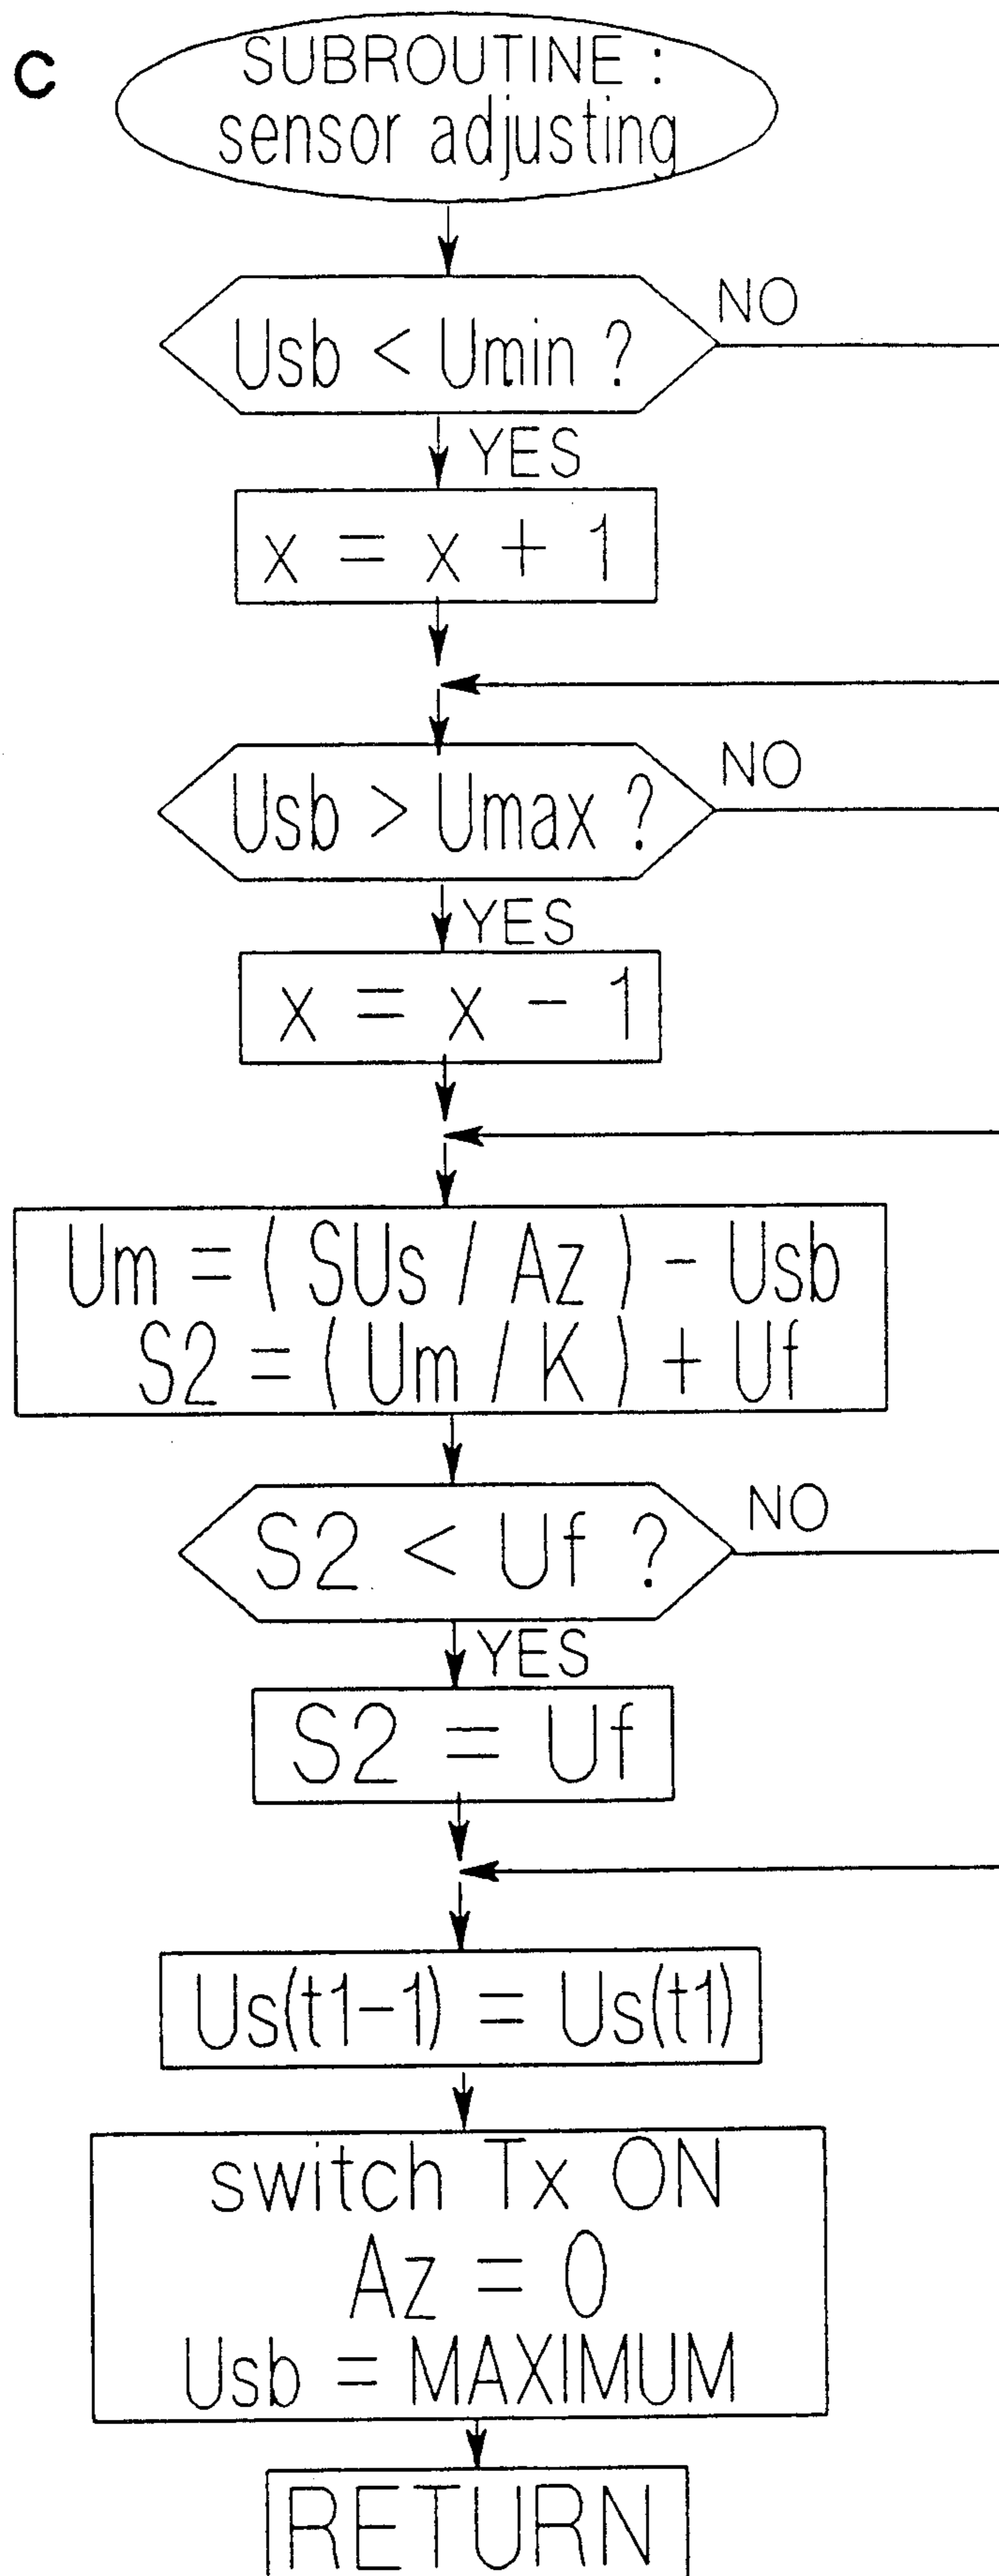 C
SUBROUTINE :
sensor adjusting
Usb < Umin ?
NO
YES
x = x + 1
Usb > Umax ?
NO
YES
x = x - 1
Um = ( SUs / Az ) - Usb
S2 = ( Um / K ) + Uf
S2 < Uf ?
NO
YES
S2 = Uf
Us(t1-1) = Us(t1)
switch Tx ON
Az = 0
Usb = MAXIMUM
RETURN